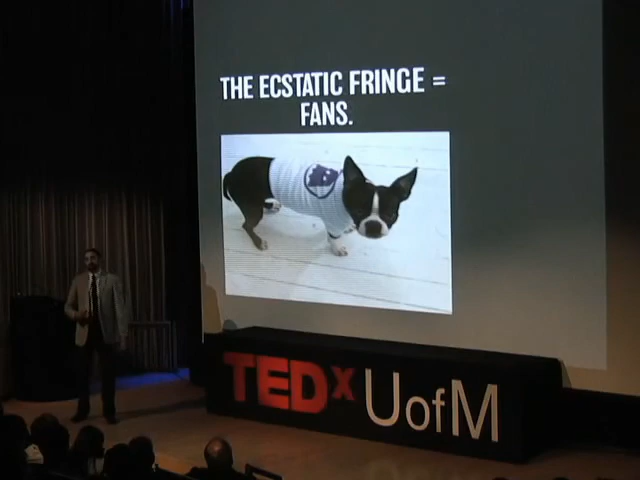 THE ECSTATIC FRINGE =
FANS.
TEDx UofM